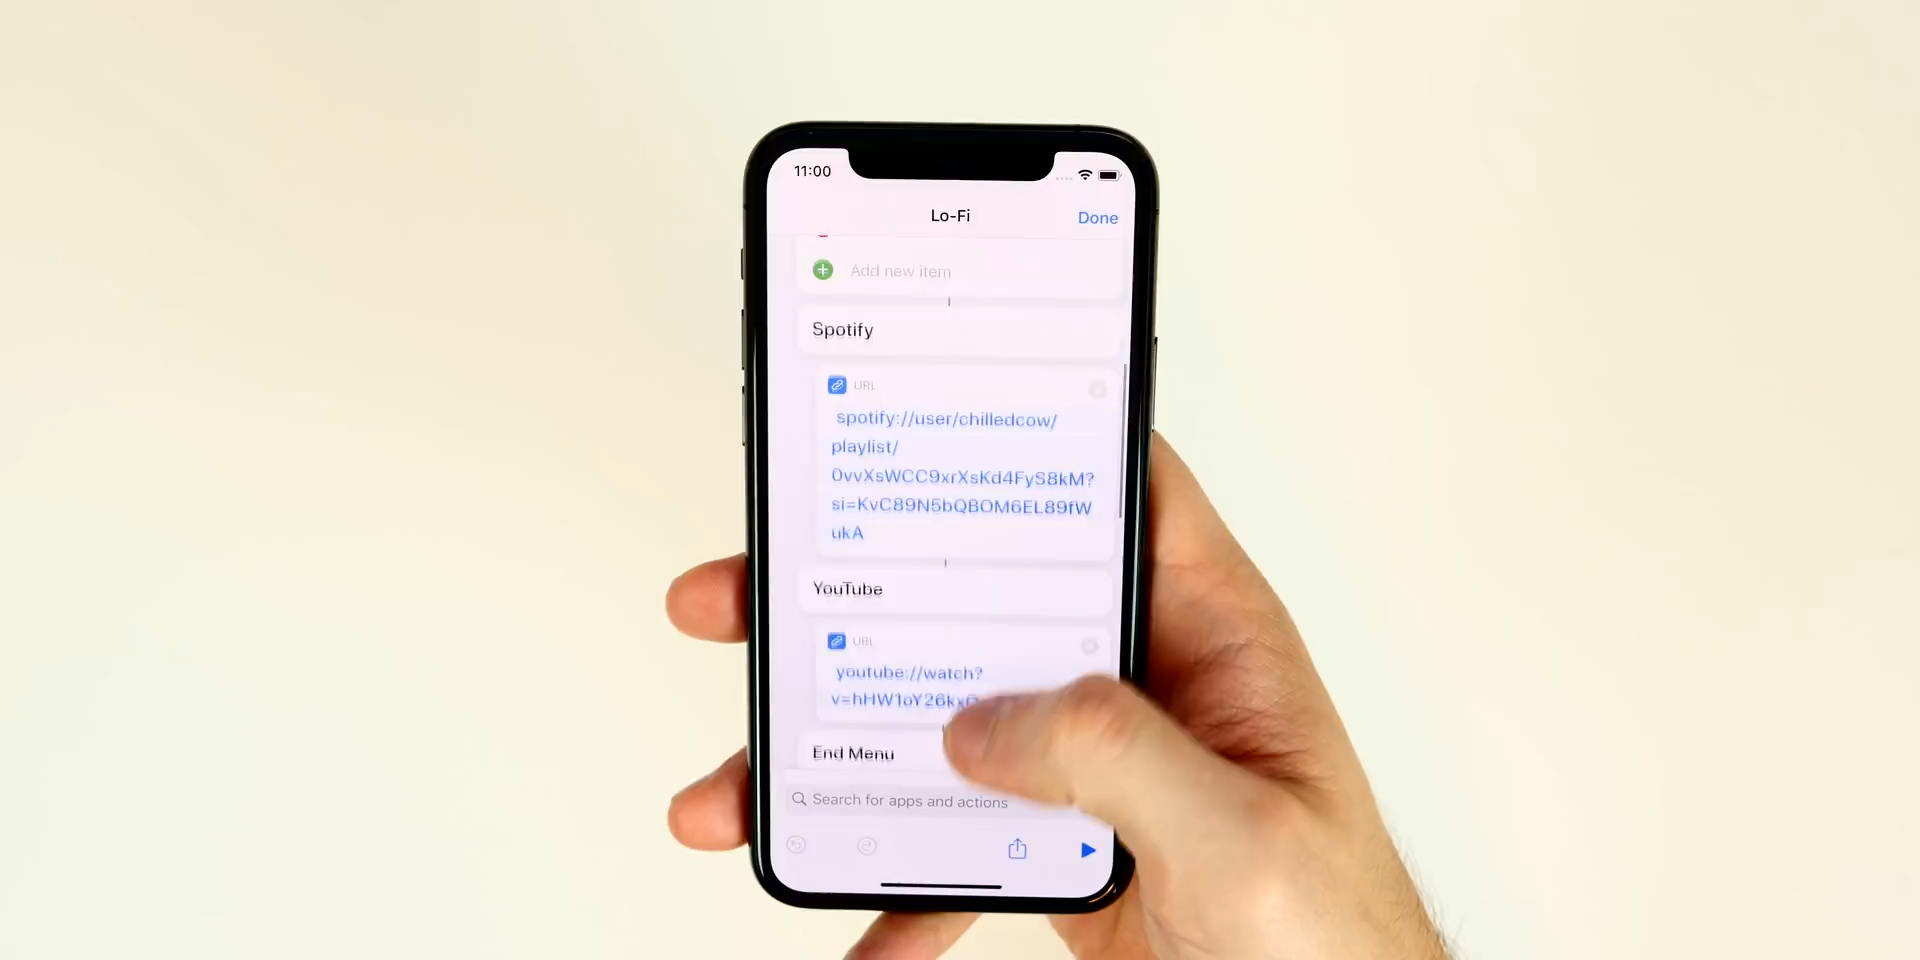 11:00
Lo-Fi
Done
Add new item
Spotify
URL
spotify://user/chilledcow/
playlist/
0vvXsWCC9xrXsKd4FyS8kM?
si=KvC89N5bQBOM6EL89fW
ukA
YouTube
URL
youtube://watch?
End Menu
Search for apps and actions